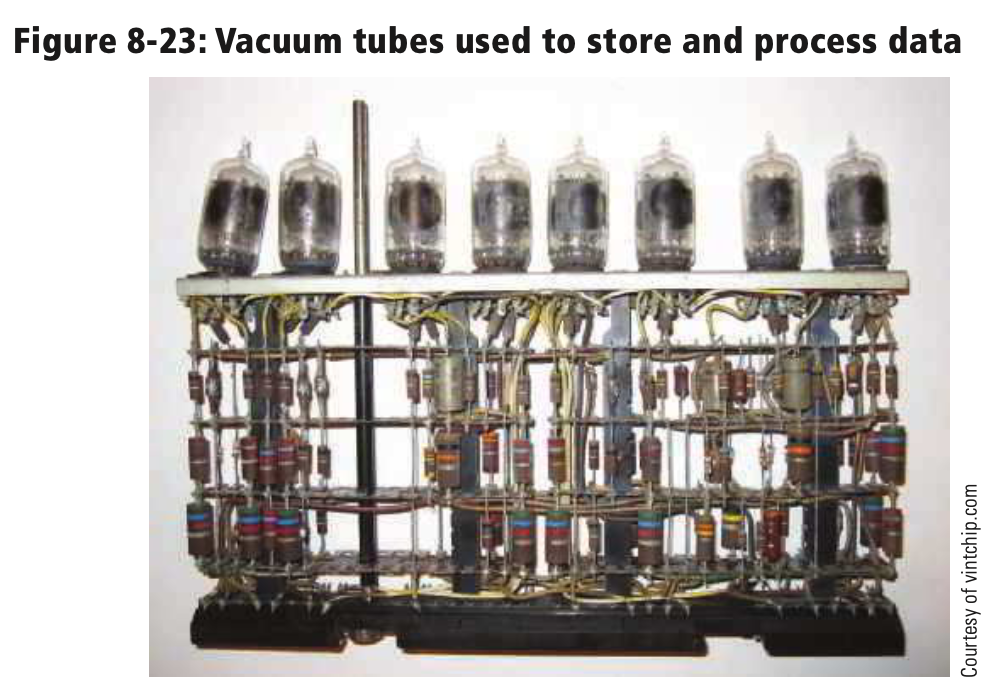 Figure 8-23: Vacuum tubes used to store and process data
Courtesy of vintchip.com